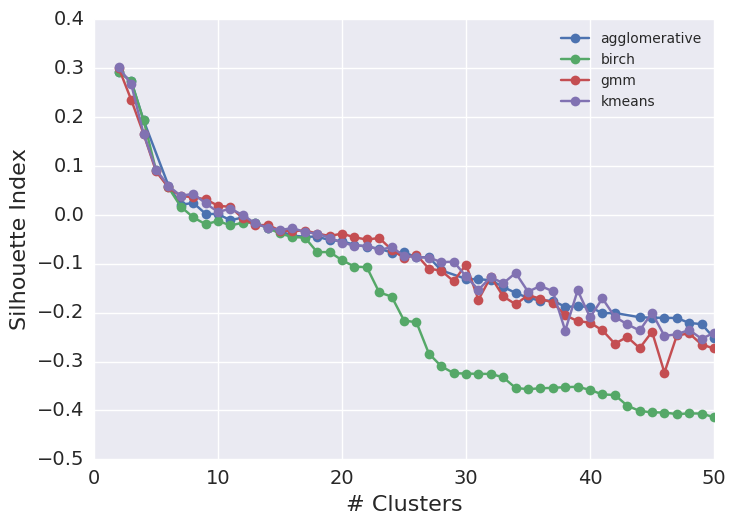 0.4
0.3
0.2
0.1
0.0
−0.1
−0.2
−0.3
−0.4
−0.5
Silhouette Index
agglomerative
birch
gmm
kmeans
0 10 20 30 40 50
# Clusters